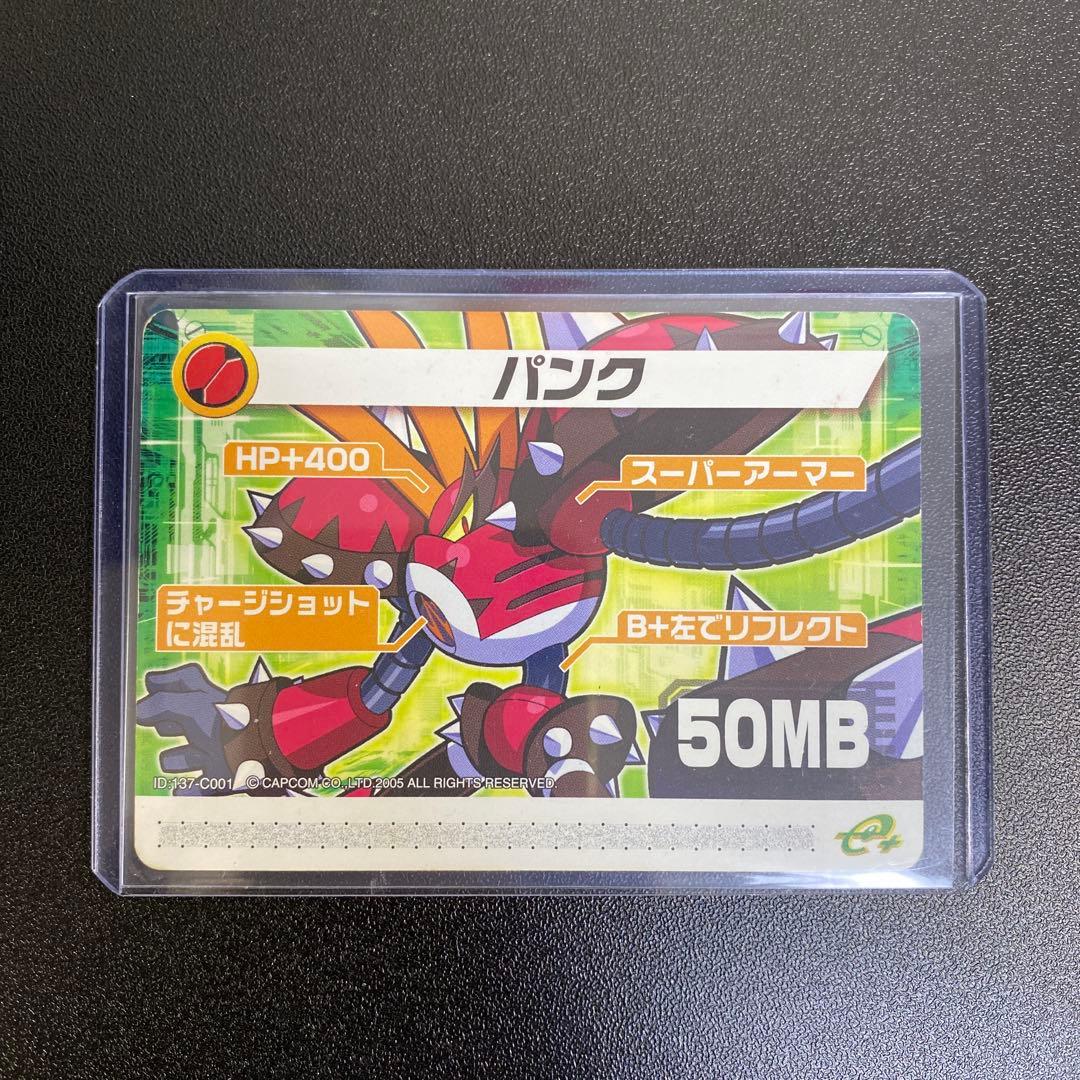 パンク
HP+400
スーパーアーマー
チャージショット
に混乱
B+左でリフレクト
50MB
ID:137-C001 © CAPCOM CO.,LTD.2005 ALL RIGHTS RESERVED.
e+